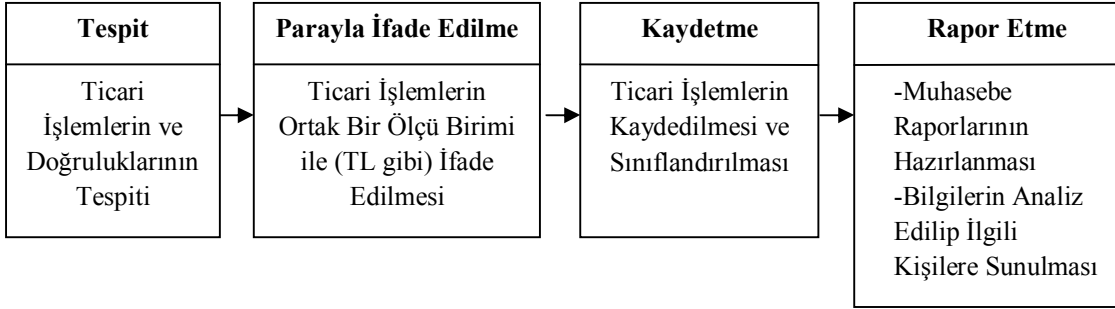 Tespit
Ticari
İşlemlerin ve
Doğruluklarının
Tespiti
Parayla İfade Edilme
Ticari İşlemlerin
Ortak Bir Ölçü Birimi
ile (TL gibi) İfade
Edilmesi
Kaydetme
Ticari İşlemlerin
Kaydedilmesi ve
Sınıflandırılması
Rapor Etme
-Muhasebe
Raporlarının
Hazırlanması
-Bilgilerin Analiz
Edilip İlgili
Kişilere Sunulması